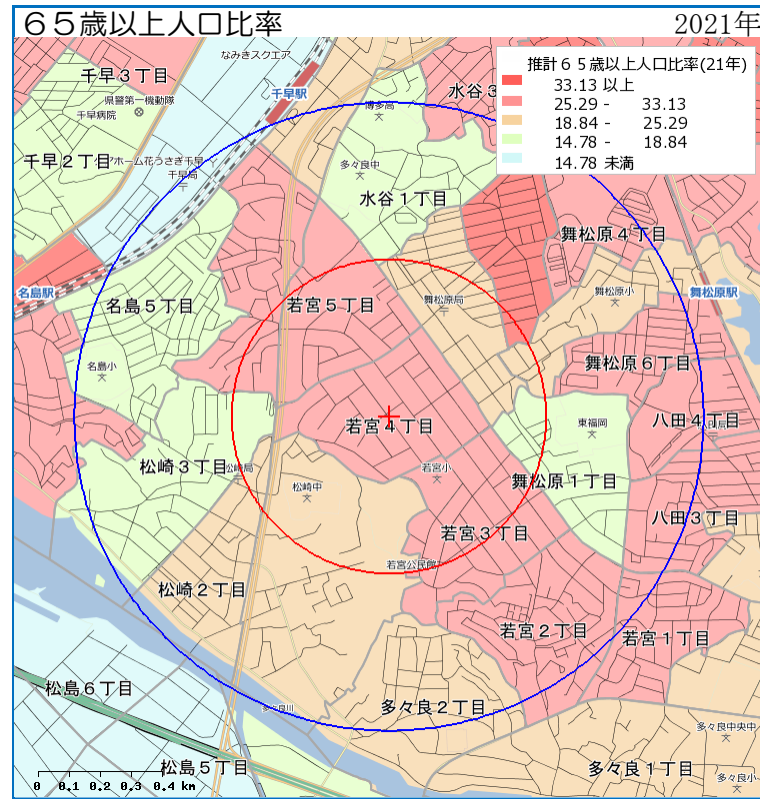 ６５歳以上人口比率
2021年
推計６５歳以上人口比率(21年)
33.13 以上
25.29 - 33.13
18.84 - 25.29
14.78 - 18.84
14.78 未満
なみきスクエア
千早３丁目
千早駅
県警第一機動隊
千早病院
水谷３
博多高
千早２丁目
アホーム花うさぎ千早
千早局
多々良中
水谷１丁目
舞松原４丁目
名島駅
舞松原小
舞松原駅
舞松原局
名島５丁目
若宮５丁目
名島小
舞松原６丁目
若宮４丁目
東福岡
八田４丁目
松崎３丁目
松崎局
若宮小
松崎中
舞松原１丁目
八田３丁目
若宮３丁目
若宮公民館
松崎２丁目
若宮２丁目
若宮１丁目
松島６丁目
多々良川
多々良２丁目
多々良中央中
松島５丁目
多々良１丁目
多々良小
0 0.1 0.2 0.3 0.4 km